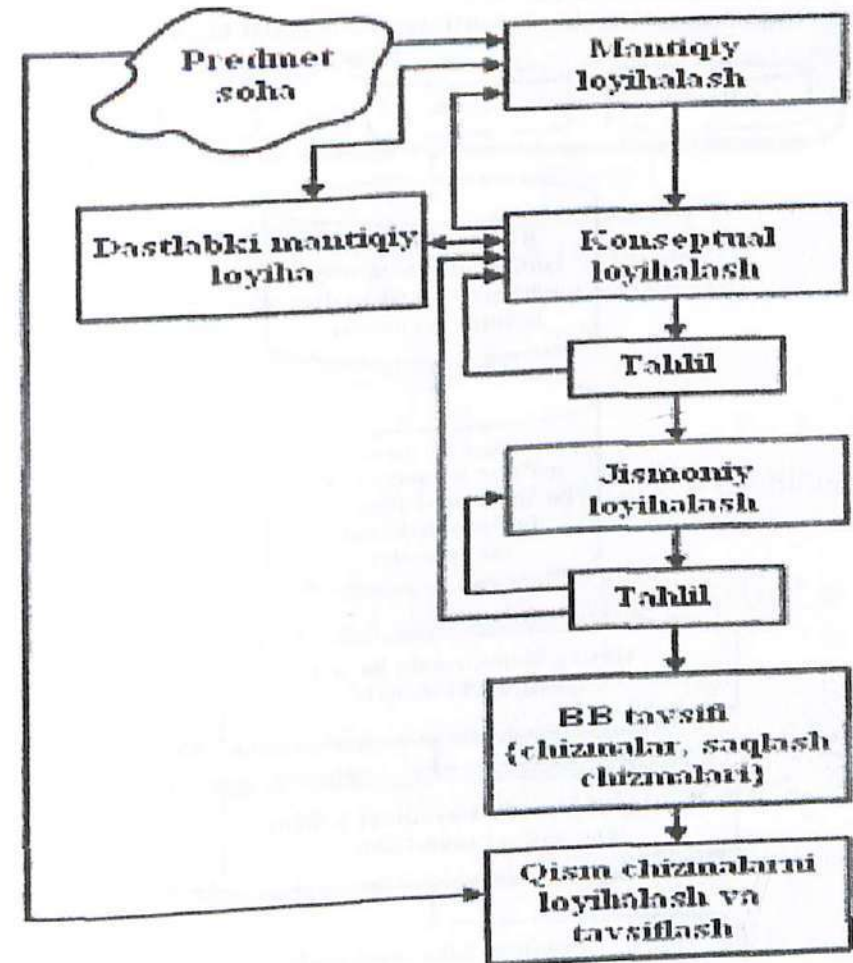 Predmet
soha
Mantiqiy
loyihalash
Dastlabki mantiqiy
loyiha
Konseptual
loyihalash
Tahlil
Jismoniy
loyihalash
Tahlil
BB tavsifi
{chizmalar, saqlash
chizmalari}
Qism chizmalarni
loyihalash va
tavsiflash